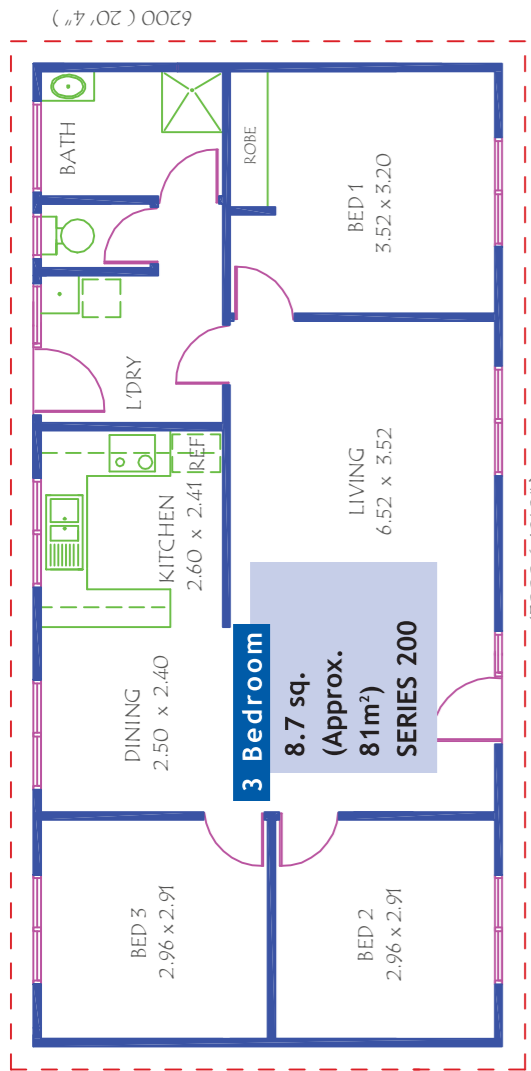 6200 ( 20' 4" )
BATH
ROBE
BED 1
3.52 x 3.20
L'DRY
KITCHEN
2.60 x 2.41
REF
LIVING
6.52 x 3.52
DINING
2.50 x 2.40
3 Bedroom
8.7 sq.
(Approx.
81m²)
SERIES 200
BED 3
2.96 x 2.91
BED 2
2.96 x 2.91